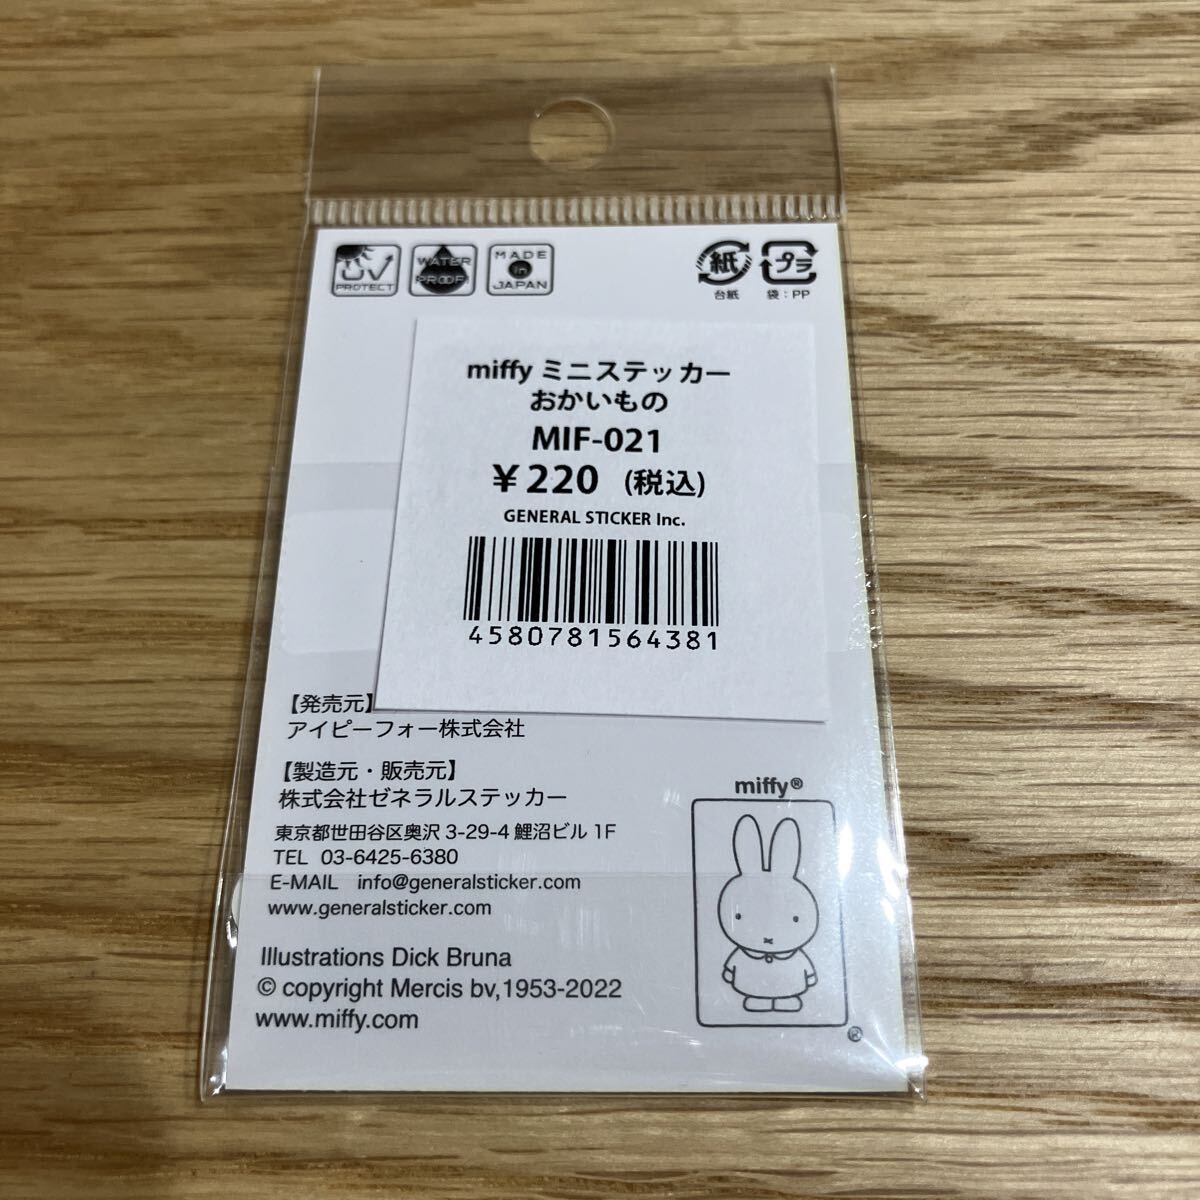 UV
PROTECT
WATER
PROOF!
MADE
in
JAPAN
紙
台紙
プラ
袋：PP
miffy ミニステッカー
おかいもの
MIF-021
￥220 (税込)
GENERAL STICKER Inc.
4580781564381
【発売元】
アイピーフォー株式会社
【製造元・販売元】
株式会社ゼネラルステッカー
東京都世田谷区奥沢 3-29-4 鯉沼ビル 1F
TEL 03-6425-6380
E-MAIL info@generalsticker.com
www.generalsticker.com
Illustrations Dick Bruna
© copyright Mercis bv,1953-2022
www.miffy.com
miffy®
®